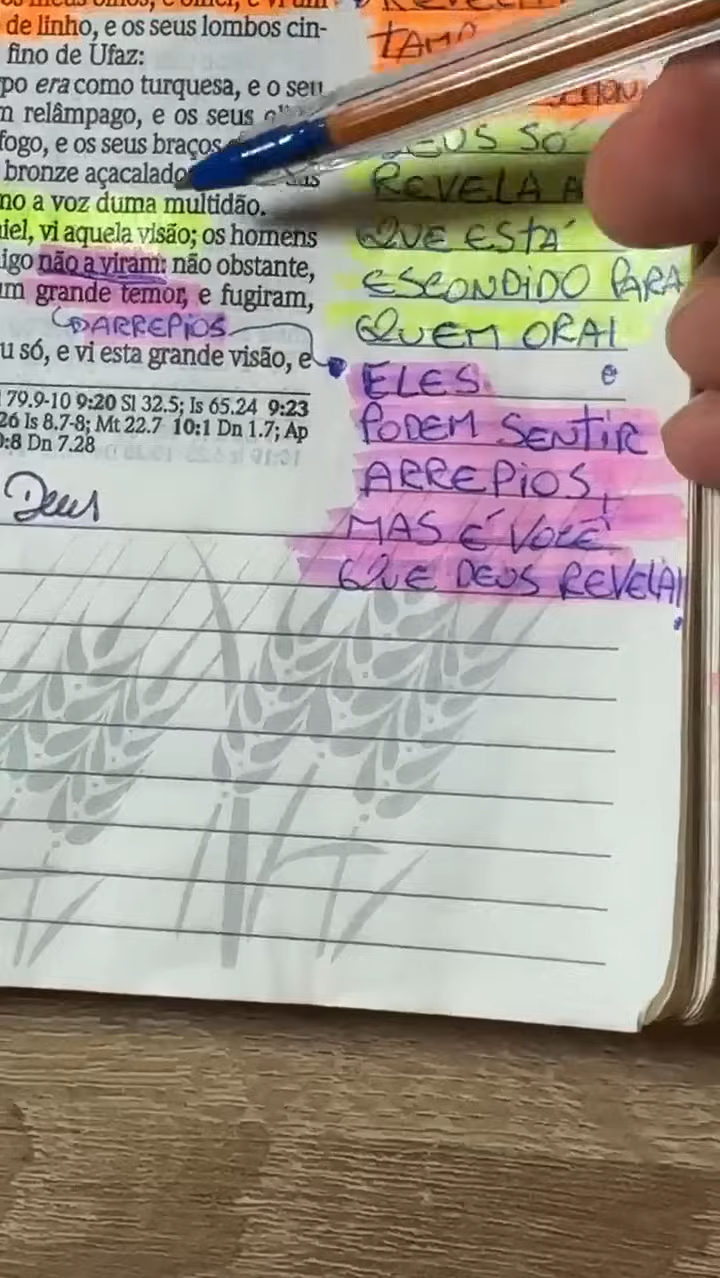 de linho, e os seus lombos cin-
fino de Ufaz:
po era como turquesa, e o seu
m relâmpago, e os seus
fogo, e os seus braços
bronze açacalado
no a voz duma multidão.
iel, vi aquela visão; os homens
igo não a viram: não obstante,
um grande temor, e fugiram,
ARREPIOS
u só, e vi esta grande visão, e
79.9-10 9:20 Sl 32.5; Is 65.24 9:23
26 Is 8.7-8; Mt 22.7 10:1 Dn 1.7; Ap
0:8 Dn 7.28
Deus
TAMB
DEUS SÓ
REVELA A
QUE ESTÁ
ESCONDIDO PARA
QUEM ORA!
e
ELES
PODEM SENTIR
ARREPIOS,
MAS É VOCÊ
QUE DEUS REVELA!